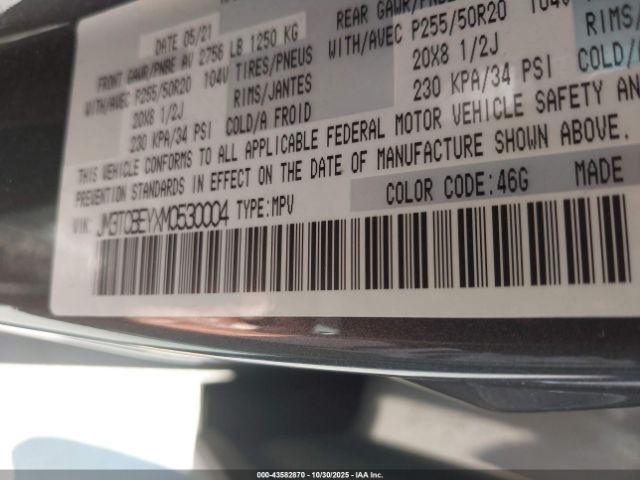 DATE 05/21
FRONT GAWR/PNBE AV 2756 LB 1250 KG
WITH/AVEC P255/50R20 104V TIRES/PNEUS
20X8 1/2J RIMS/JANTES
230 KPA/34 PSI COLD/A FROID
REAR
WITH/AVEC P255/50R20 104V
20X8 1/2J RIMS/
230 KPA/34 PSI COLD/
THIS VEHICLE CONFORMS TO ALL APPLICABLE FEDERAL MOTOR VEHICLE SAFETY AN
PREVENTION STANDARDS IN EFFECT ON THE DATE OF MANUFACTURE SHOWN ABOVE.
VIN: JM3TCBEYXM0530004 TYPE:MPV COLOR CODE:46G MADE
000-43582870 - 10/30/2025 - IAA Inc.